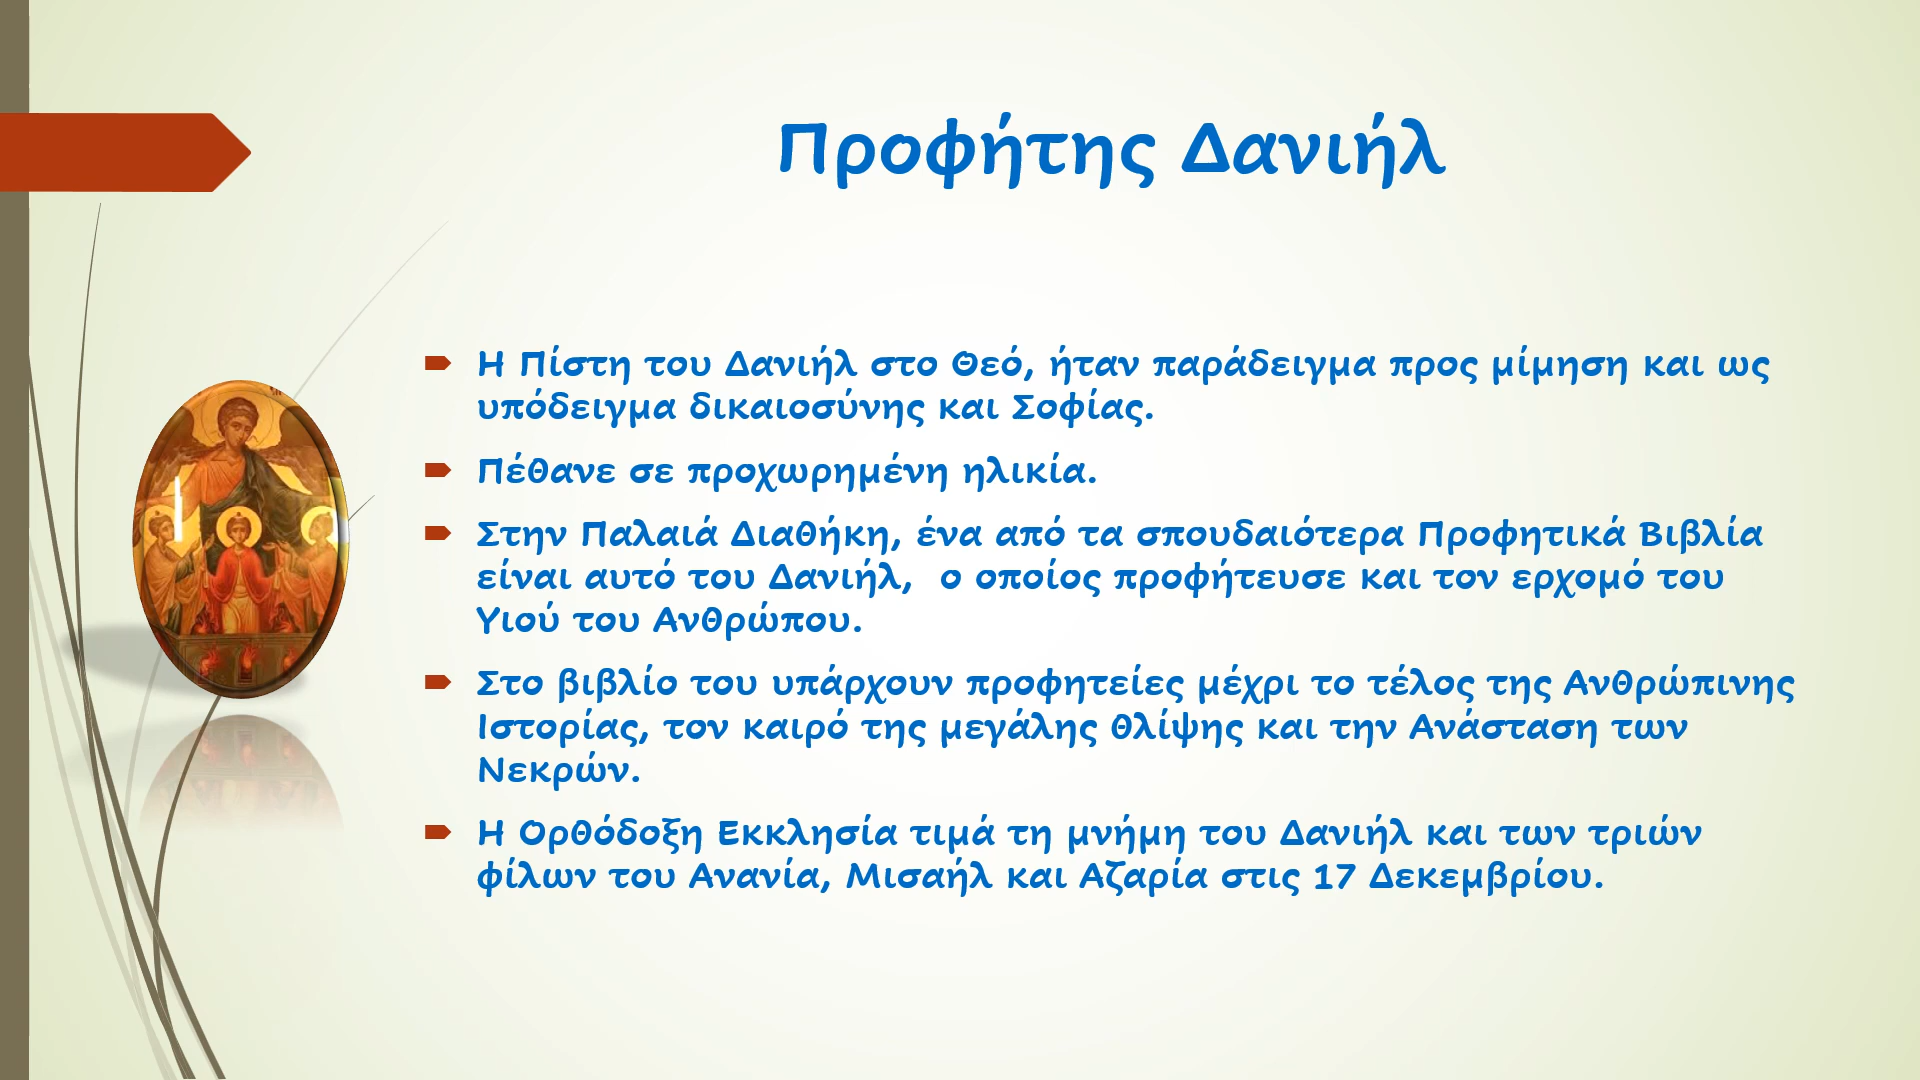 Προφήτης Δανιήλ
Η Πίστη του Δανιήλ στο Θεό, ήταν παράδειγμα προς μίμηση και ως
υπόδειγμα δικαιοσύνης και Σοφίας.
Πέθανε σε προχωρημένη ηλικία.
Στην Παλαιά Διαθήκη, ένα από τα σπουδαιότερα Προφητικά Βιβλία
είναι αυτό του Δανιήλ,  ο οποίος προφήτευσε και τον ερχομό του
Υιού του Ανθρώπου.
Στο βιβλίο του υπάρχουν προφητείες μέχρι το τέλος της Ανθρώπινης
Ιστορίας, τον καιρό της μεγάλης θλίψης και την Ανάσταση των
Νεκρών.
Η Ορθόδοξη Εκκλησία τιμά τη μνήμη του Δανιήλ και των τριών
φίλων του Ανανία, Μισαήλ και Αζαρία στις 17 Δεκεμβρίου.